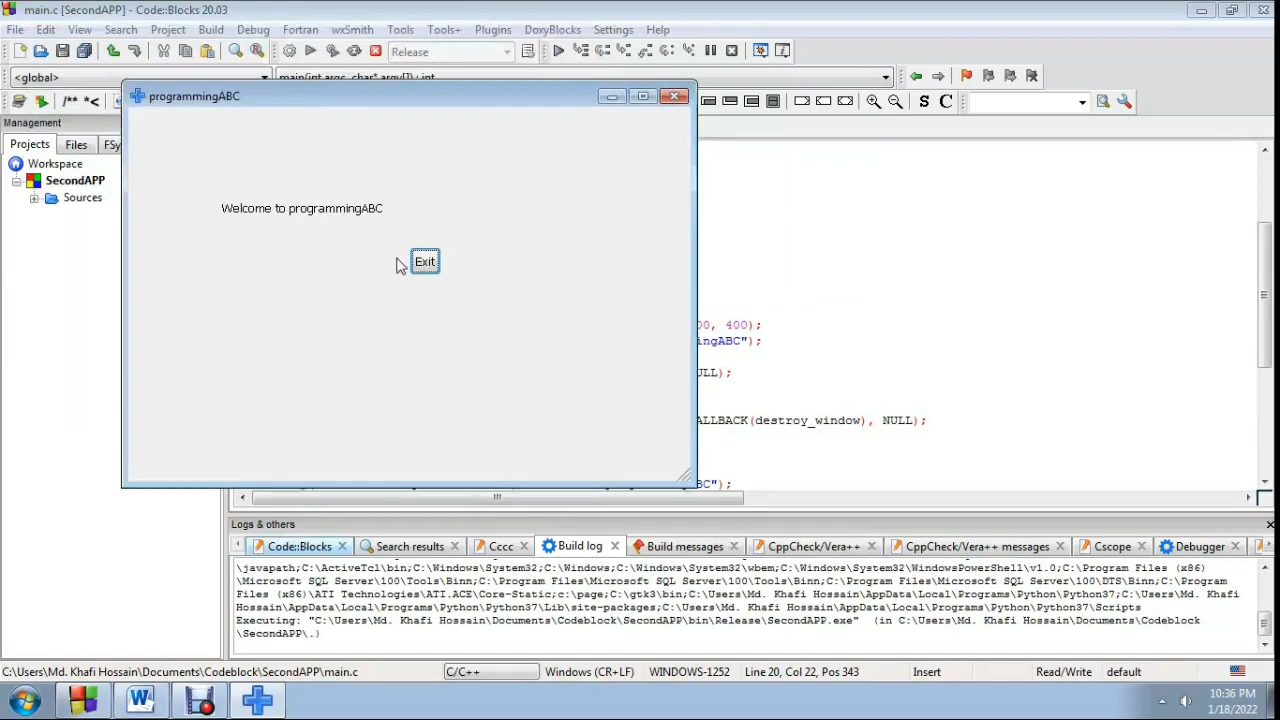 main.c [SecondAPP] - Code::Blocks 20.03
File Edit View Search Project Build Debug Fortran wxSmith Tools Tools+ Plugins DoxyBlocks Settings Help
Release
<global> main(int argc, char* argv[]) : int
/** *< S C
programmingABC
Management
Projects Files FSy
Workspace
SecondAPP
Sources
Welcome to programmingABC
Exit
00, 400);
ingABC");
ULL);
ALLBACK(destroy_window), NULL);
BC");
Logs & others
Code::Blocks Search results Cccc Build log Build messages CppCheck/Vera++ CppCheck/Vera++ messages Cscope Debugger
\javapath;C:\ActiveTcl\bin;C:\Windows\System32;C:\Windows;C:\Windows\System32\wbem;C:\Windows\System32\WindowsPowerShell\v1.0;C:\Program Files (x86)
\Microsoft SQL Server\100\Tools\Binn;C:\Program Files\Microsoft SQL Server\100\Tools\Binn;C:\Program Files\Microsoft SQL Server\100\DTS\Binn;C:\Program
Files (x86)\ATI Technologies\ATI.ACE\Core-Static;c:\page;C:\gtk3\bin;C:\Users\Md. Khafi Hossain\AppData\Local\Programs\Python\Python37;C:\Users\Md. Khafi
Hossain\AppData\Local\Programs\Python\Python37\Lib\site-packages;C:\Users\Md. Khafi Hossain\AppData\Local\Programs\Python\Python37\Scripts
Executing: "C:\Users\Md. Khafi Hossain\Documents\Codeblock\SecondAPP\bin\Release\SecondAPP.exe" (in C:\Users\Md. Khafi Hossain\Documents\Codeblock
\SecondAPP\.)
C:\Users\Md. Khafi Hossain\Documents\Codeblock\SecondAPP\main.c C/C++ Windows (CR+LF) WINDOWS-1252 Line 20, Col 22, Pos 343 Insert Read/Write default
10:36 PM
1/18/2022